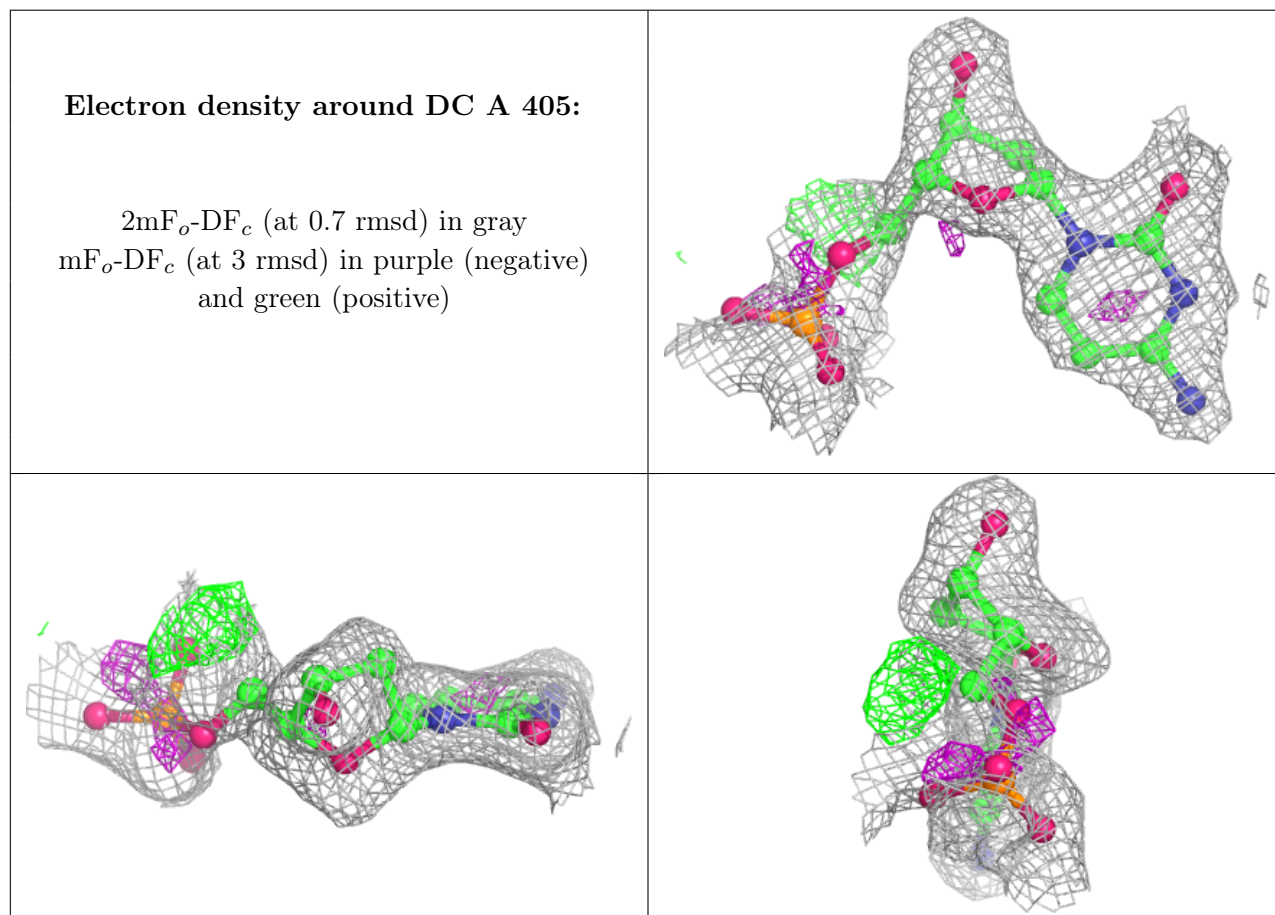 Electron density around DC A 405:
2mFo-DFc (at 0.7 rmsd) in gray
mFo-DFc (at 3 rmsd) in purple (negative)
and green (positive)